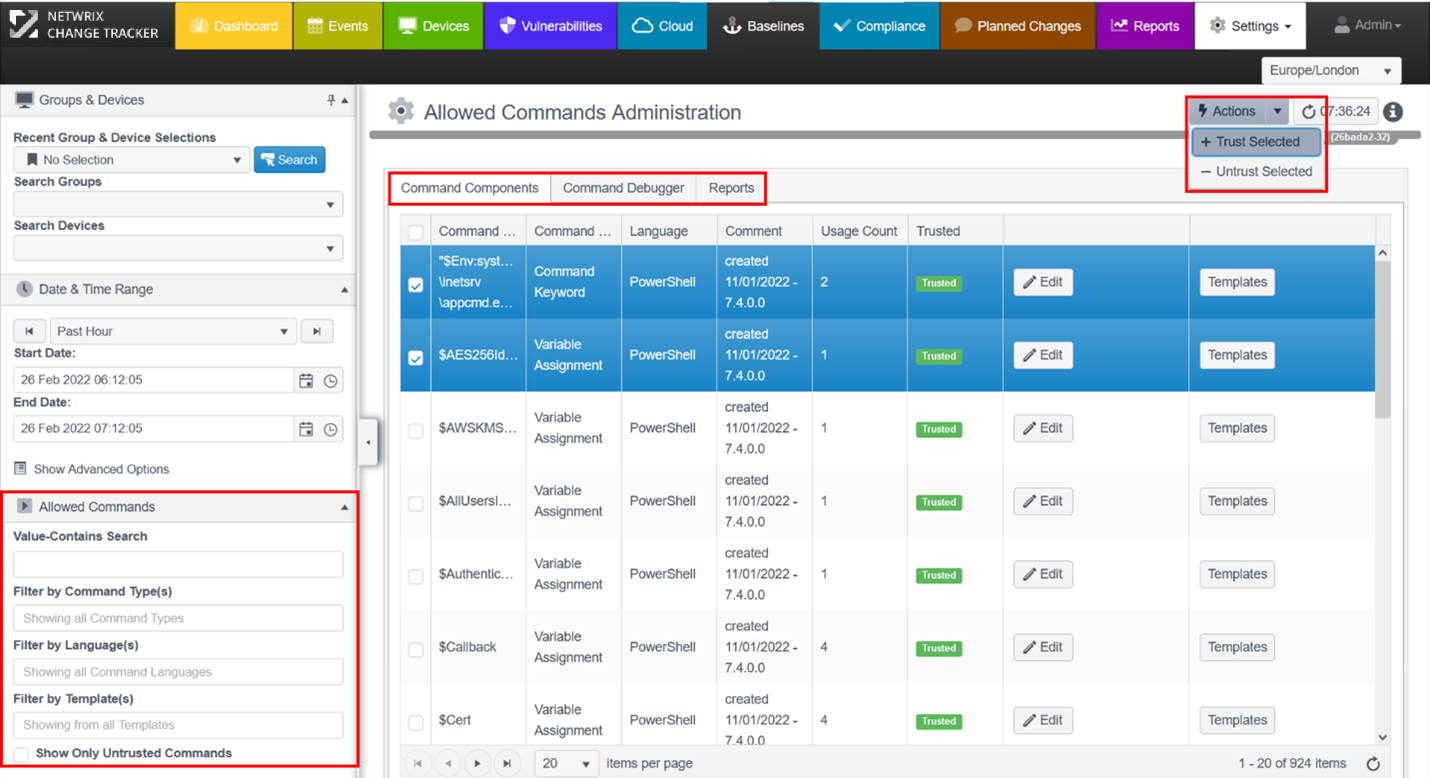 NETWRIX
CHANGE TRACKER
Dashboard
Events
Devices
Vulnerabilities
Cloud
Baselines
Compliance
Planned Changes
Reports
Settings
Admin
Europe/London
Groups & Devices
Recent Group & Device Selections
No Selection
Search
Search Groups
Search Devices
Date & Time Range
Past Hour
Start Date:
26 Feb 2022 06:12:05
End Date:
26 Feb 2022 07:12:05
Show Advanced Options
Allowed Commands
Value-Contains Search
Filter by Command Type(s)
Showing all Command Types
Filter by Language(s)
Showing all Command Languages
Filter by Template(s)
Showing from all Templates
Show Only Untrusted Commands
Allowed Commands Administration
Actions
07:36:24
+ Trust Selected
(26bada2-32)
− Untrust Selected
Command Components
Command Debugger
Reports
Command ...
Command ...
Language
Comment
Usage Count
Trusted
"$Env:syst...
\inetsrv
\appcmd.e...
Command
Keyword
PowerShell
created
11/01/2022 -
7.4.0.0
2
Trusted
Edit
Templates
$AES256Id...
Variable
Assignment
PowerShell
created
11/01/2022 -
7.4.0.0
1
Trusted
Edit
Templates
$AWSKMS...
Variable
Assignment
PowerShell
created
11/01/2022 -
7.4.0.0
1
Trusted
Edit
Templates
$AllUsersI...
Variable
Assignment
PowerShell
created
11/01/2022 -
7.4.0.0
1
Trusted
Edit
Templates
$Authentic...
Variable
Assignment
PowerShell
created
11/01/2022 -
7.4.0.0
1
Trusted
Edit
Templates
$Callback
Variable
Assignment
PowerShell
created
11/01/2022 -
7.4.0.0
4
Trusted
Edit
Templates
$Cert
Variable
Assignment
PowerShell
created
11/01/2022 -
7.4.0.0
4
Trusted
Edit
Templates
20
items per page
1 - 20 of 924 items